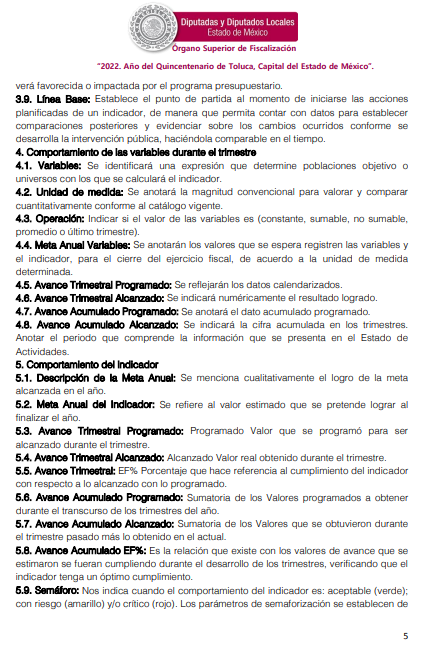 Diputadas y Diputados Locales
Estado de México
Órgano Superior de Fiscalización
“2022. Año del Quincentenario de Toluca, Capital del Estado de México”.
verá favorecida o impactada por el programa presupuestario.
3.9. Línea Base: Establece el punto de partida al momento de iniciarse las acciones
planificadas de un indicador, de manera que permita contar con datos para establecer
comparaciones posteriores y evidenciar sobre los cambios ocurridos conforme se
desarrolla la intervención pública, haciéndola comparable en el tiempo.
4. Comportamiento de las variables durante el trimestre
4.1. Variables: Se identificará una expresión que determine poblaciones objetivo o
universos con los que se calculará el indicador.
4.2. Unidad de medida: Se anotará la magnitud convencional para valorar y comparar
cuantitativamente conforme al catálogo vigente.
4.3. Operación: Indicar si el valor de las variables es (constante, sumable, no sumable,
promedio o último trimestre).
4.4. Meta Anual Variables: Se anotarán los valores que se espera registren las variables y
el indicador, para el cierre del ejercicio fiscal, de acuerdo a la unidad de medida
determinada.
4.5. Avance Trimestral Programado: Se reflejarán los datos calendarizados.
4.6. Avance Trimestral Alcanzado: Se indicará numéricamente el resultado logrado.
4.7. Avance Acumulado Programado: Se anotará el dato acumulado programado.
4.8. Avance Acumulado Alcanzado: Se indicará la cifra acumulada en los trimestres.
Anotar el periodo que comprende la información que se presenta en el Estado de
Actividades.
5. Comportamiento del Indicador
5.1. Descripción de la Meta Anual: Se menciona cualitativamente el logro de la meta
alcanzada en el año.
5.2. Meta Anual del Indicador: Se refiere al valor estimado que se pretende lograr al
finalizar el año.
5.3. Avance Trimestral Programado: Programado Valor que se programó para ser
alcanzado durante el trimestre.
5.4. Avance Trimestral Alcanzado: Alcanzado Valor real obtenido durante el trimestre.
5.5. Avance Trimestral: EF% Porcentaje que hace referencia al cumplimiento del indicador
con respecto a lo alcanzado con lo programado.
5.6. Avance Acumulado Programado: Sumatoria de los Valores programados a obtener
durante el transcurso de los trimestres del año.
5.7. Avance Acumulado Alcanzado: Sumatoria de los Valores que se obtuvieron durante
el trimestre pasado más lo obtenido en el actual.
5.8. Avance Acumulado EF%: Es la relación que existe con los valores de avance que se
estimaron se fueran cumpliendo durante el desarrollo de los trimestres, verificando que el
indicador tenga un óptimo cumplimiento.
5.9. Semáforo: Nos indica cuando el comportamiento del indicador es: aceptable (verde);
con riesgo (amarillo) y/o crítico (rojo). Los parámetros de semaforización se establecen de
5